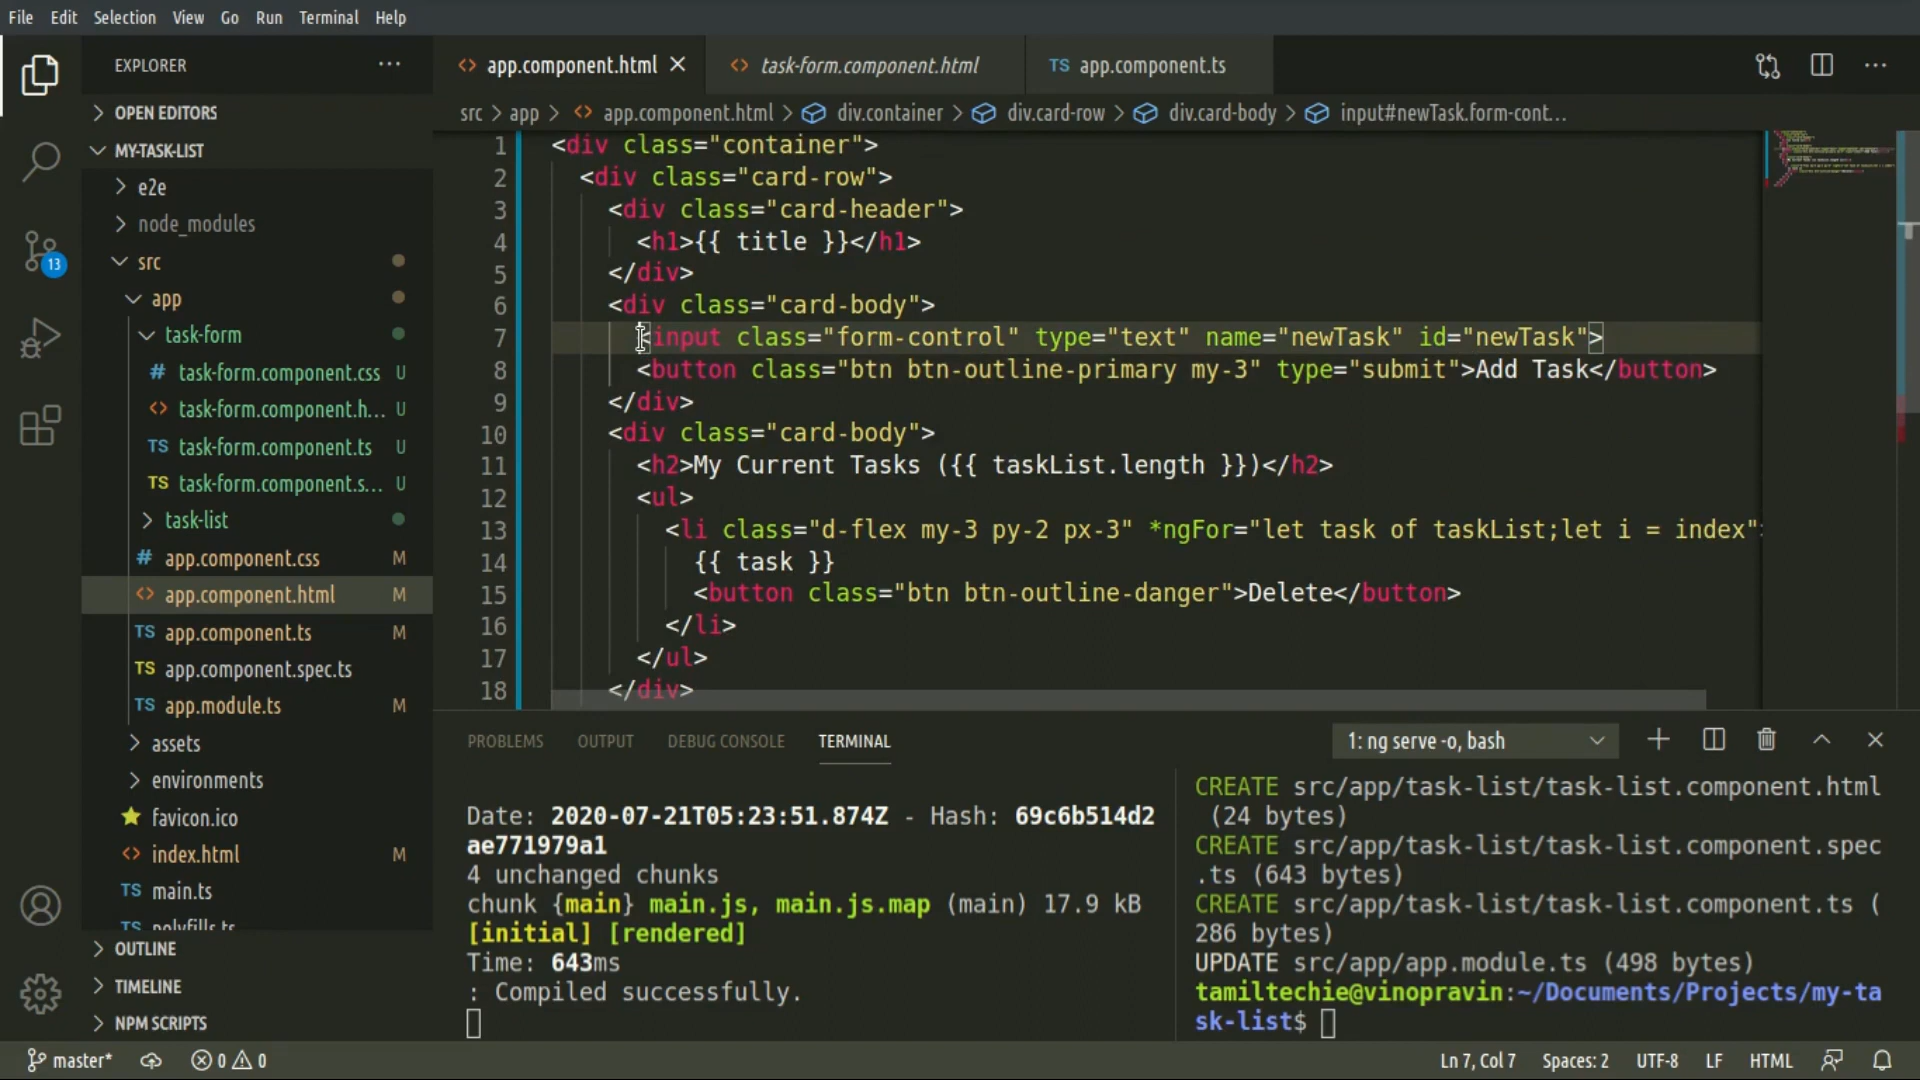 File Edit Selection View Go Run Terminal Help
EXPLORER ···
app.component.html
task-form.component.html
TS app.component.ts
···
OPEN EDITORS
MY-TASK-LIST
e2e
node_modules
src
app
task-form
# task-form.component.css U
<> task-form.component.h... U
TS task-form.component.ts U
TS task-form.component.s... U
task-list
# app.component.css M
<> app.component.html M
TS app.component.ts M
TS app.component.spec.ts
TS app.module.ts M
assets
environments
favicon.ico
<> index.html M
TS main.ts
TS polyfills.ts
OUTLINE
TIMELINE
NPM SCRIPTS
13
src > app > <> app.component.html > div.container > div.card-row > div.card-body > input#newTask.form-cont...
1 <div class="container">
2 <div class="card-row">
3 <div class="card-header">
4 <h1>{{ title }}</h1>
5 </div>
6 <div class="card-body">
7 <input class="form-control" type="text" name="newTask" id="newTask">
8 <button class="btn btn-outline-primary my-3" type="submit">Add Task</button>
9 </div>
10 <div class="card-body">
11 <h2>My Current Tasks ({{ taskList.length }})</h2>
12 <ul>
13 <li class="d-flex my-3 py-2 px-3" *ngFor="let task of taskList;let i = index">
14 {{ task }}
15 <button class="btn btn-outline-danger">Delete</button>
16 </li>
17 </ul>
18 </div>
PROBLEMS OUTPUT DEBUG CONSOLE TERMINAL
1: ng serve -o, bash
Date: 2020-07-21T05:23:51.874Z - Hash: 69c6b514d2
ae771979a1
4 unchanged chunks
chunk {main} main.js, main.js.map (main) 17.9 kB
[initial] [rendered]
Time: 643ms
: Compiled successfully.
CREATE src/app/task-list/task-list.component.html
(24 bytes)
CREATE src/app/task-list/task-list.component.spec
.ts (643 bytes)
CREATE src/app/task-list/task-list.component.ts (
286 bytes)
UPDATE src/app/app.module.ts (498 bytes)
tamiltechie@vinopravin:~/Documents/Projects/my-ta
sk-list$
master* 0 0
Ln 7, Col 7 Spaces: 2 UTF-8 LF HTML